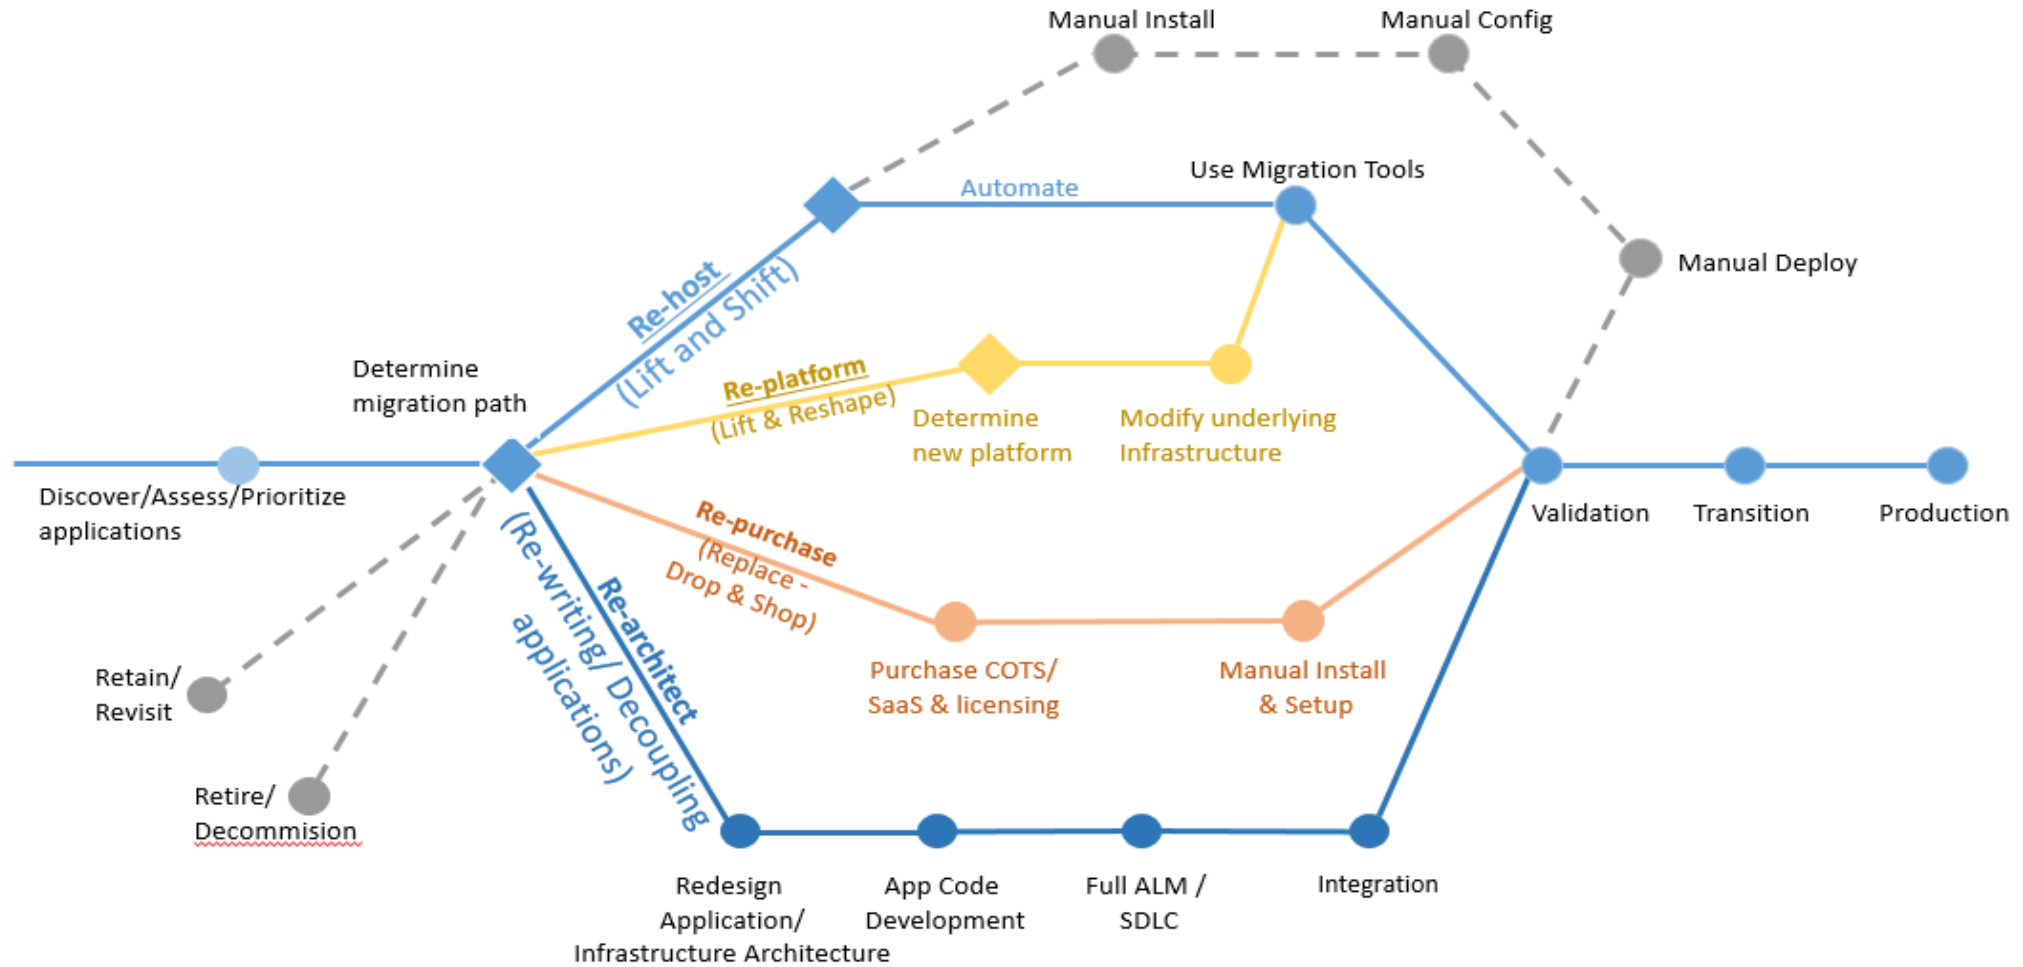 Manual Install
Manual Config
Use Migration Tools
Automate
Manual Deploy
Re-host
(Lift and Shift)
Determine
migration path
Re-platform
(Lift & Reshape)
Determine
new platform
Modify underlying
Infrastructure
Discover/Assess/Prioritize
applications
Validation
Transition
Production
Re-purchase
(Replace -
Drop & Shop)
Re-architect
(Re-writing/ Decoupling
applications)
Retain/
Revisit
Purchase COTS/
SaaS & licensing
Manual Install
& Setup
Retire/
Decommision
Redesign
Application/
Infrastructure Architecture
App Code
Development
Full ALM /
SDLC
Integration